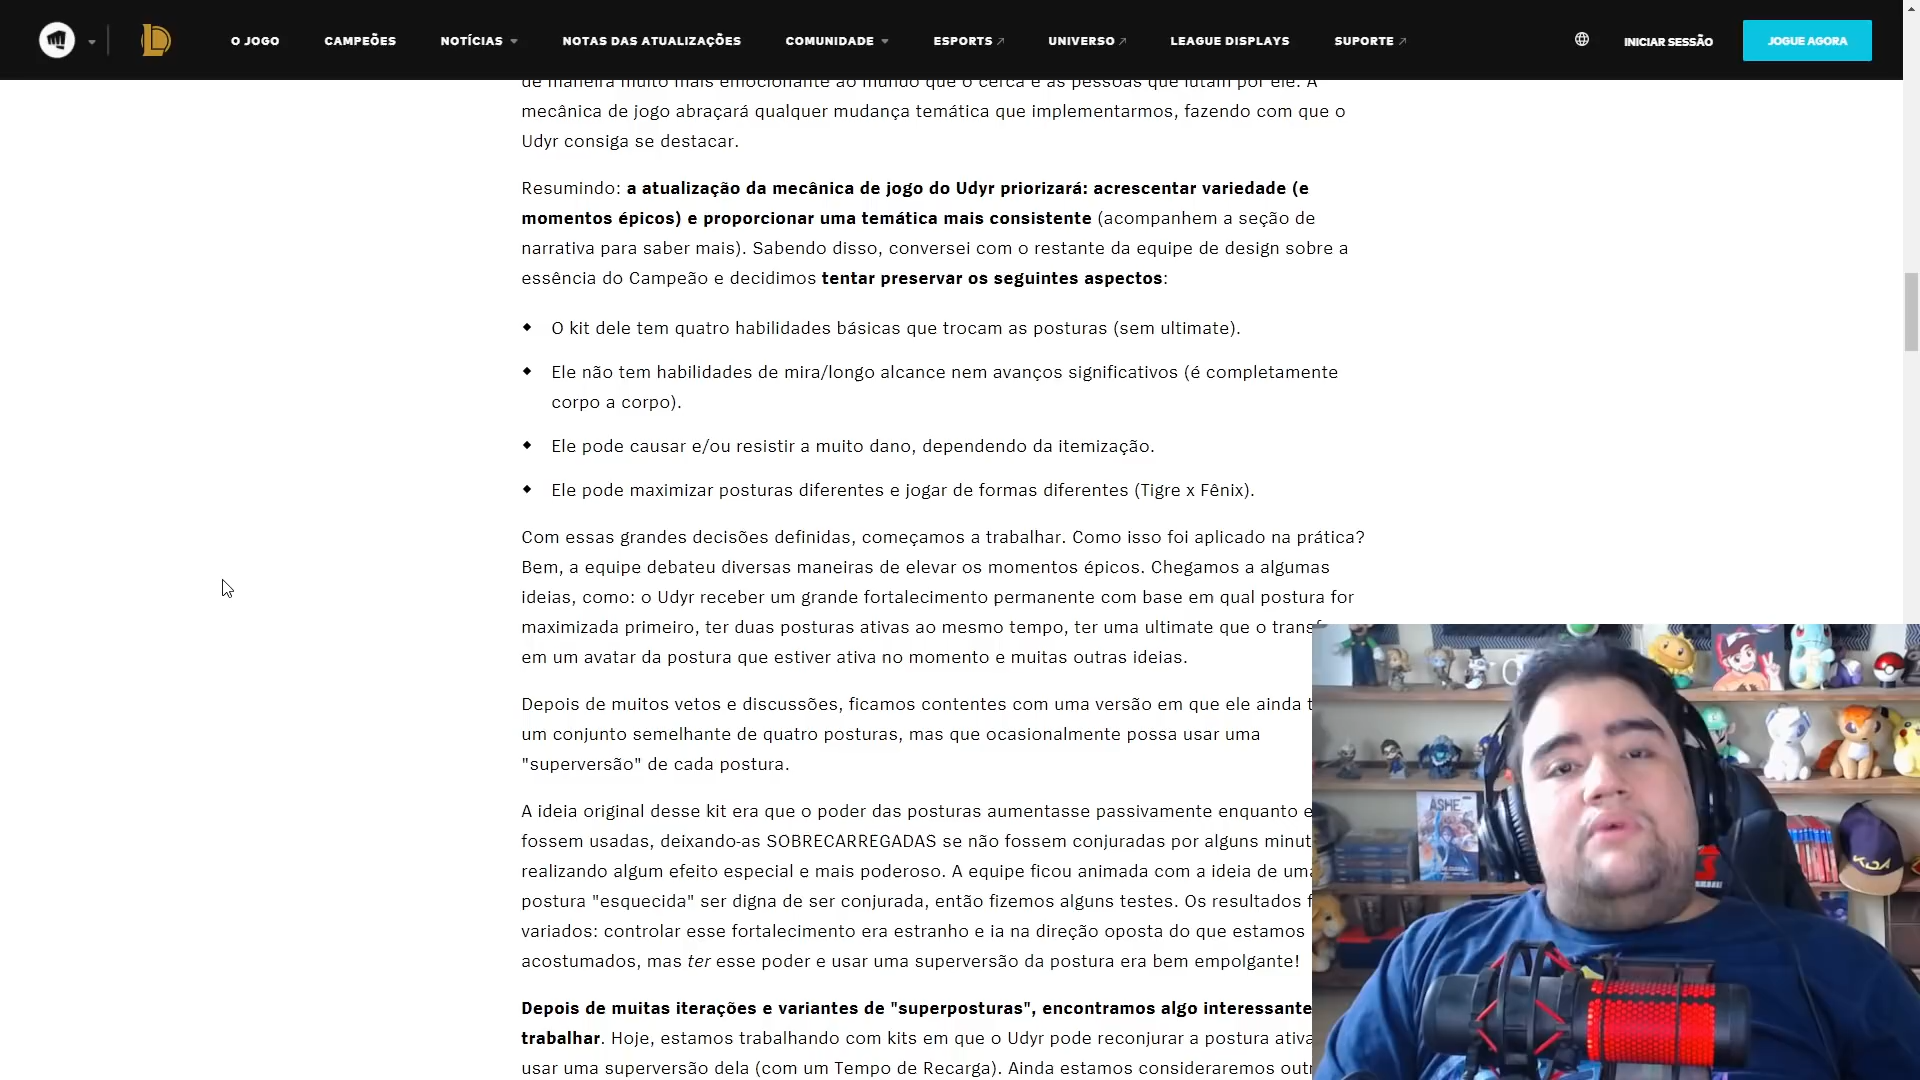 O JOGO CAMPEÕES NOTÍCIAS NOTAS DAS ATUALIZAÇÕES COMUNIDADE ESPORTS UNIVERSO LEAGUE DISPLAYS SUPORTE INICIAR SESSÃO JOGUE AGORA
de maneira muito mais emocionante ao mundo que o cerca e às pessoas que lutam por ele. A
mecânica de jogo abraçará qualquer mudança temática que implementarmos, fazendo com que o
Udyr consiga se destacar.
Resumindo: a atualização da mecânica de jogo do Udyr priorizará: acrescentar variedade (e
momentos épicos) e proporcionar uma temática mais consistente (acompanhem a seção de
narrativa para saber mais). Sabendo disso, conversei com o restante da equipe de design sobre a
essência do Campeão e decidimos tentar preservar os seguintes aspectos:
O kit dele tem quatro habilidades básicas que trocam as posturas (sem ultimate).
Ele não tem habilidades de mira/longo alcance nem avanços significativos (é completamente
corpo a corpo).
Ele pode causar e/ou resistir a muito dano, dependendo da itemização.
Ele pode maximizar posturas diferentes e jogar de formas diferentes (Tigre x Fênix).
Com essas grandes decisões definidas, começamos a trabalhar. Como isso foi aplicado na prática?
Bem, a equipe debateu diversas maneiras de elevar os momentos épicos. Chegamos a algumas
ideias, como: o Udyr receber um grande fortalecimento permanente com base em qual postura for
maximizada primeiro, ter duas posturas ativas ao mesmo tempo, ter uma ultimate que o transf
em um avatar da postura que estiver ativa no momento e muitas outras ideias.
Depois de muitos vetos e discussões, ficamos contentes com uma versão em que ele ainda t
um conjunto semelhante de quatro posturas, mas que ocasionalmente possa usar uma
"superversão" de cada postura.
A ideia original desse kit era que o poder das posturas aumentasse passivamente enquanto e
fossem usadas, deixando-as SOBRECARREGADAS se não fossem conjuradas por alguns minut
realizando algum efeito especial e mais poderoso. A equipe ficou animada com a ideia de uma
postura "esquecida" ser digna de ser conjurada, então fizemos alguns testes. Os resultados f
variados: controlar esse fortalecimento era estranho e ia na direção oposta do que estamos
acostumados, mas ter esse poder e usar uma superversão da postura era bem empolgante!
Depois de muitas iterações e variantes de "superposturas", encontramos algo interessante
trabalhar. Hoje, estamos trabalhando com kits em que o Udyr pode reconjurar a postura ativa
usar uma superversão dela (com um Tempo de Recarga). Ainda estamos consideraremos outr
ASHE